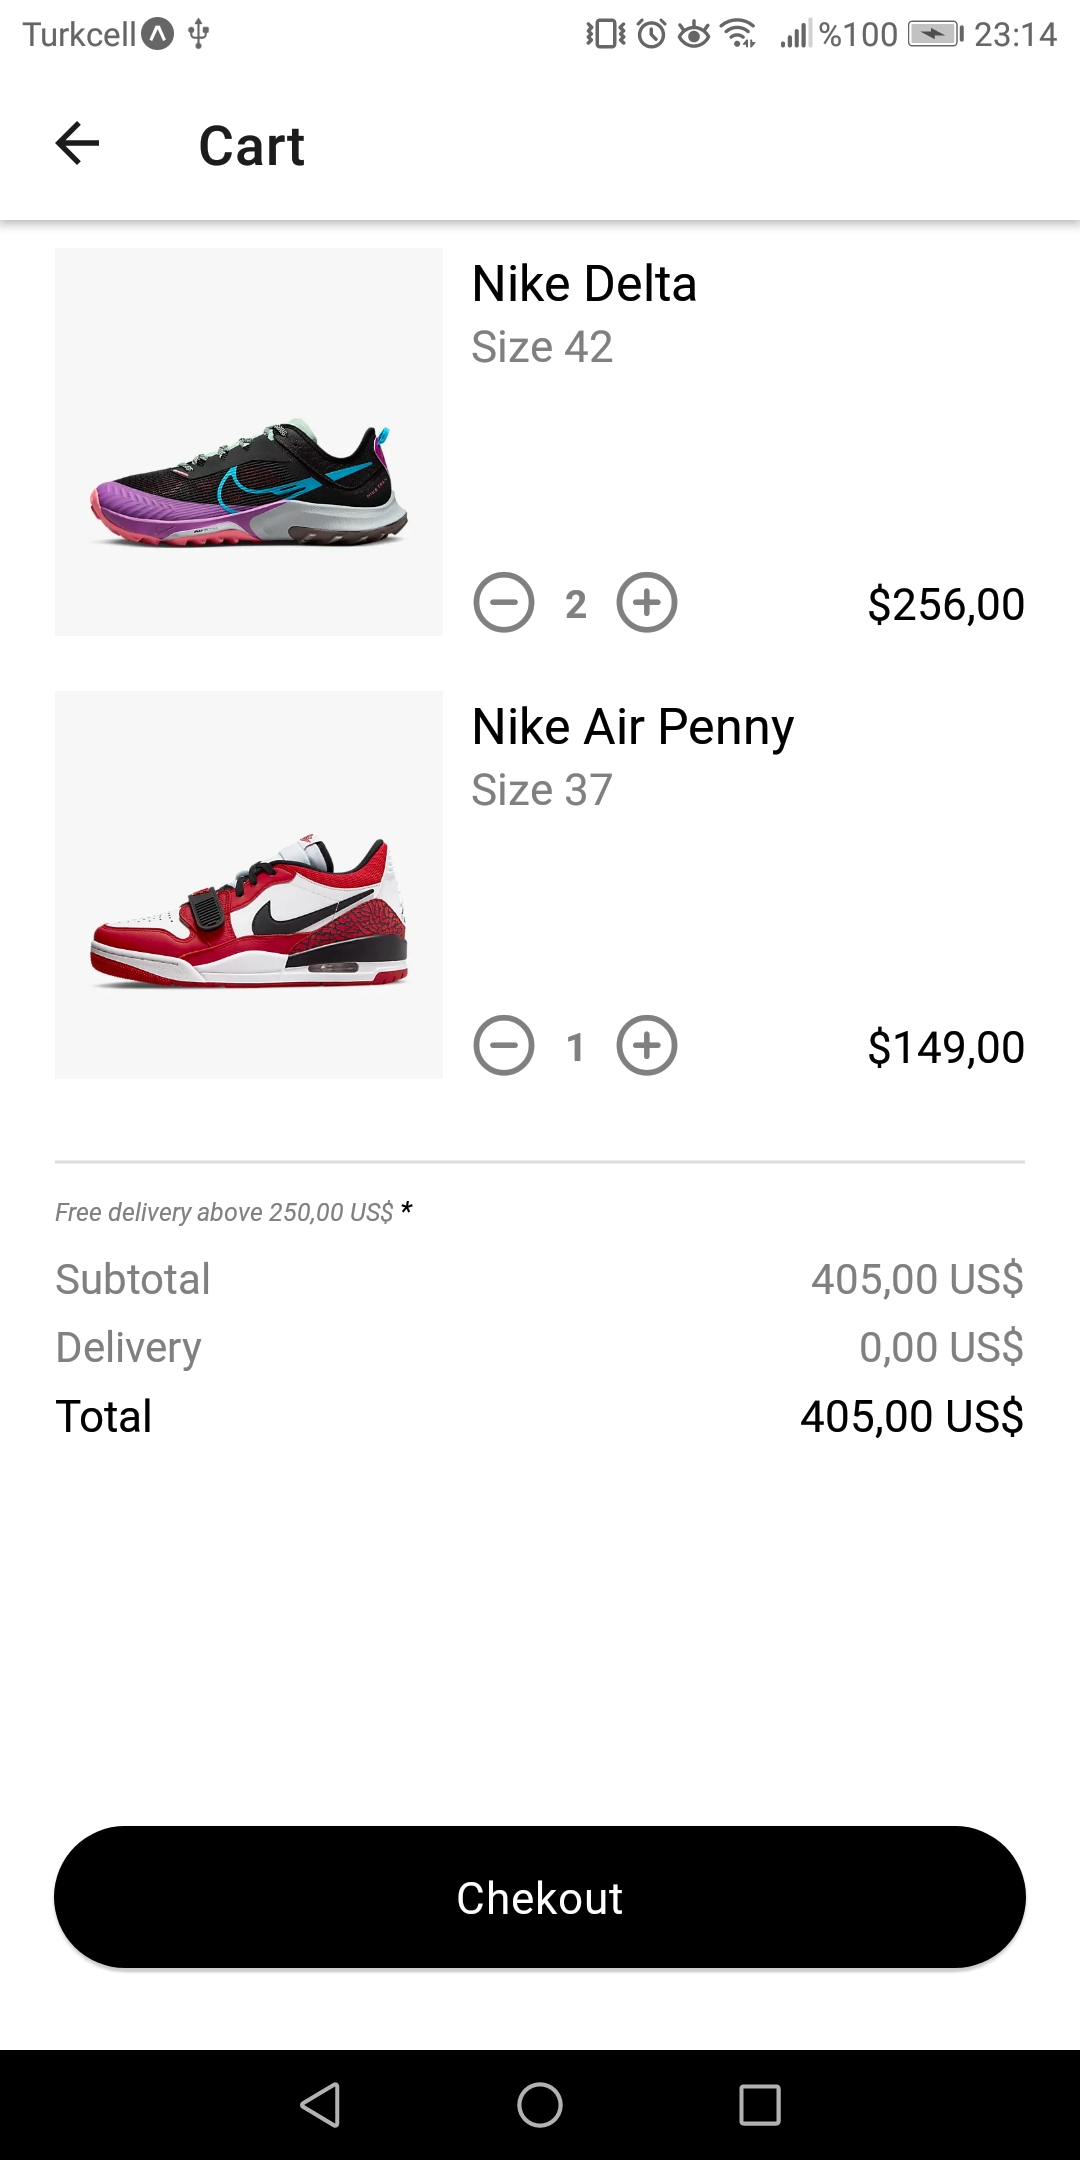 Turkcell %100 23:14
Cart
Nike Delta
Size 42
2 $256,00
Nike Air Penny
Size 37
1 $149,00
Free delivery above 250,00 US$ *
Subtotal 405,00 US$
Delivery 0,00 US$
Total 405,00 US$
Chekout